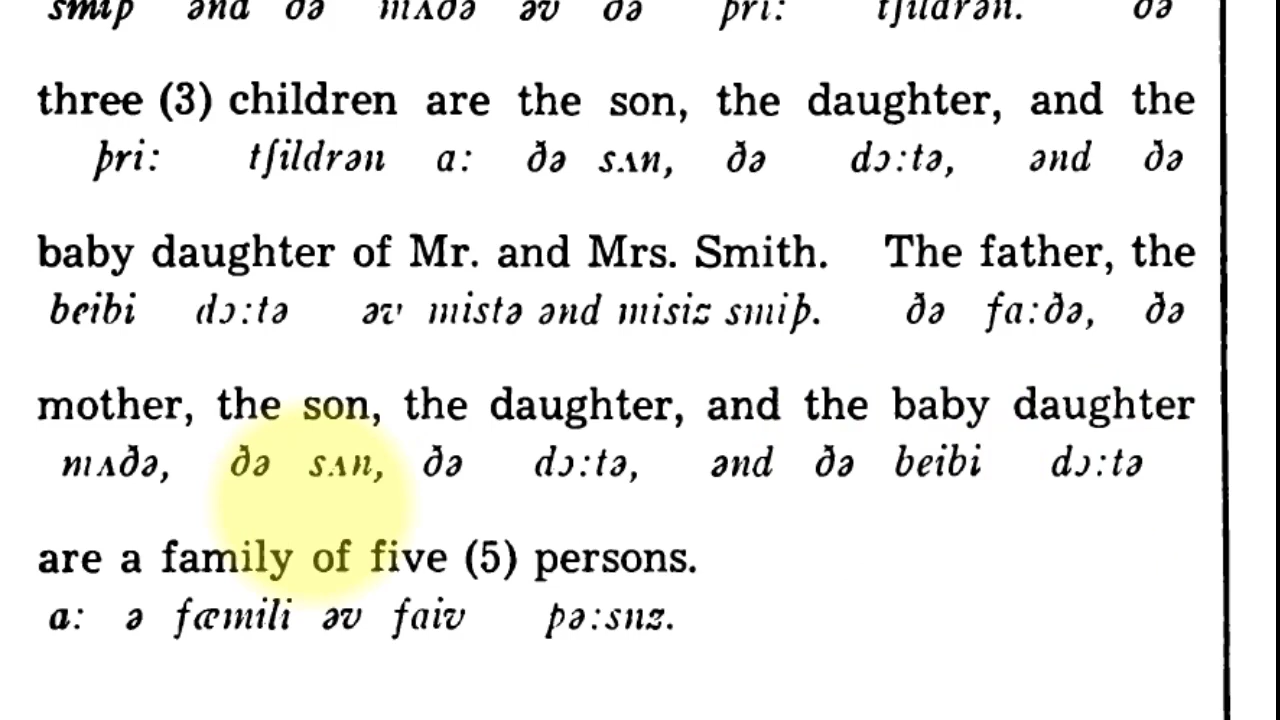 smiþ ənd ðə mʌðə əv ðə þri: tʃildrən. ðə
three (3) children are the son, the daughter, and the
þri: tʃildrən a: ðə sʌn, ðə dɔ:tə, ənd ðə
baby daughter of Mr. and Mrs. Smith. The father, the
beibi dɔ:tə əv mistə ənd misiz smiþ. ðə fa:ðə, ðə
mother, the son, the daughter, and the baby daughter
mʌðə, ðə sʌn, ðə dɔ:tə, ənd ðə beibi dɔ:tə
are a family of five (5) persons.
a: ə fæmili əv faiv pə:snz.